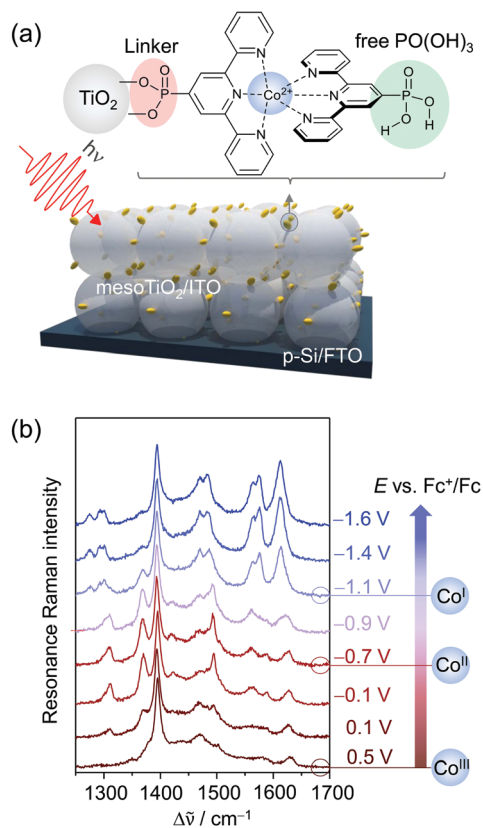 (a)
Linker
free PO(OH)₃
TiO₂
O
O
P
O
N
N
N
Co²⁺
N
N
N
O
P
O
O
H
H
hν
mesoTiO₂/ITO
p-Si/FTO
(b)
E vs. Fc⁺/Fc
Resonance Raman intensity
−1.6 V
−1.4 V
−1.1 V
Coᴵ
−0.9 V
−0.7 V
Coᴵᴵ
−0.1 V
0.1 V
0.5 V
Coᴵᴵᴵ
1300 1400 1500 1600 1700
Δν̃ / cm⁻¹